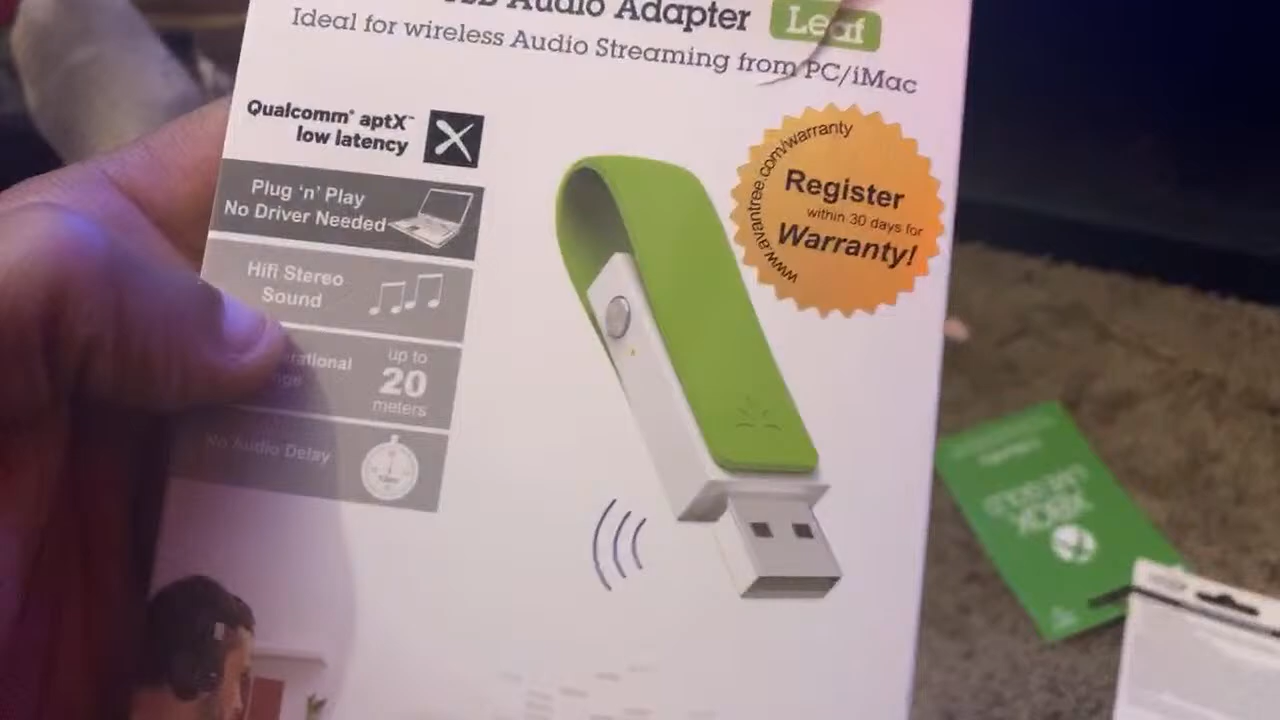 Audio Adapter Leaf
Ideal for wireless Audio Streaming from PC/iMac
Qualcomm® aptX™
low latency
Plug ‘n’ Play
No Driver Needed
Hifi Stereo
Sound
up to
20
meters
No Audio Delay
www.avantree.com/warranty
Register
within 30 days for
Warranty!
XBOX